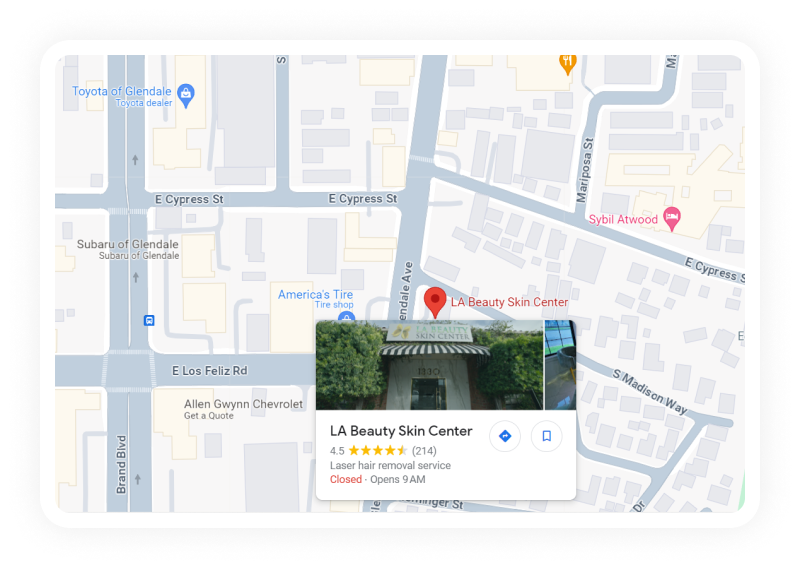 S
Ma
Toyota of Glendale
Toyota dealer
Mariposa St
E Cypress St
E Cypress St
Sybil Atwood
Subaru of Glendale
Subaru of Glendale
E Cypress S
endale Ave
America's Tire
Tire shop
LA Beauty Skin Center
E
LA BEAUTY
SKIN CENTER
1130
E Los Feliz Rd
S Madison Way
Allen Gwynn Chevrolet
Get a Quote
Brand Blvd
LA Beauty Skin Center
4.5 (214)
Laser hair removal service
Closed · Opens 9 AM
minger St
Dr